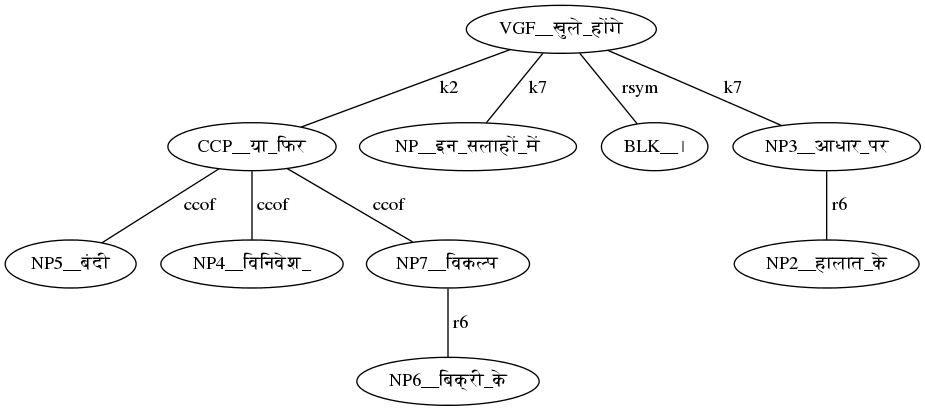 VGF__खुले_होंगे
k2 k7 rsym k7
CCP__या_फिर NP__इन_सलाहों_में BLK__। NP3__आधार_पर
ccof ccof ccof r6
NP5__बंदी NP4__विनिवेश_ NP7__विकल्प NP2__हालात_के
r6
NP6__बिक्री_के